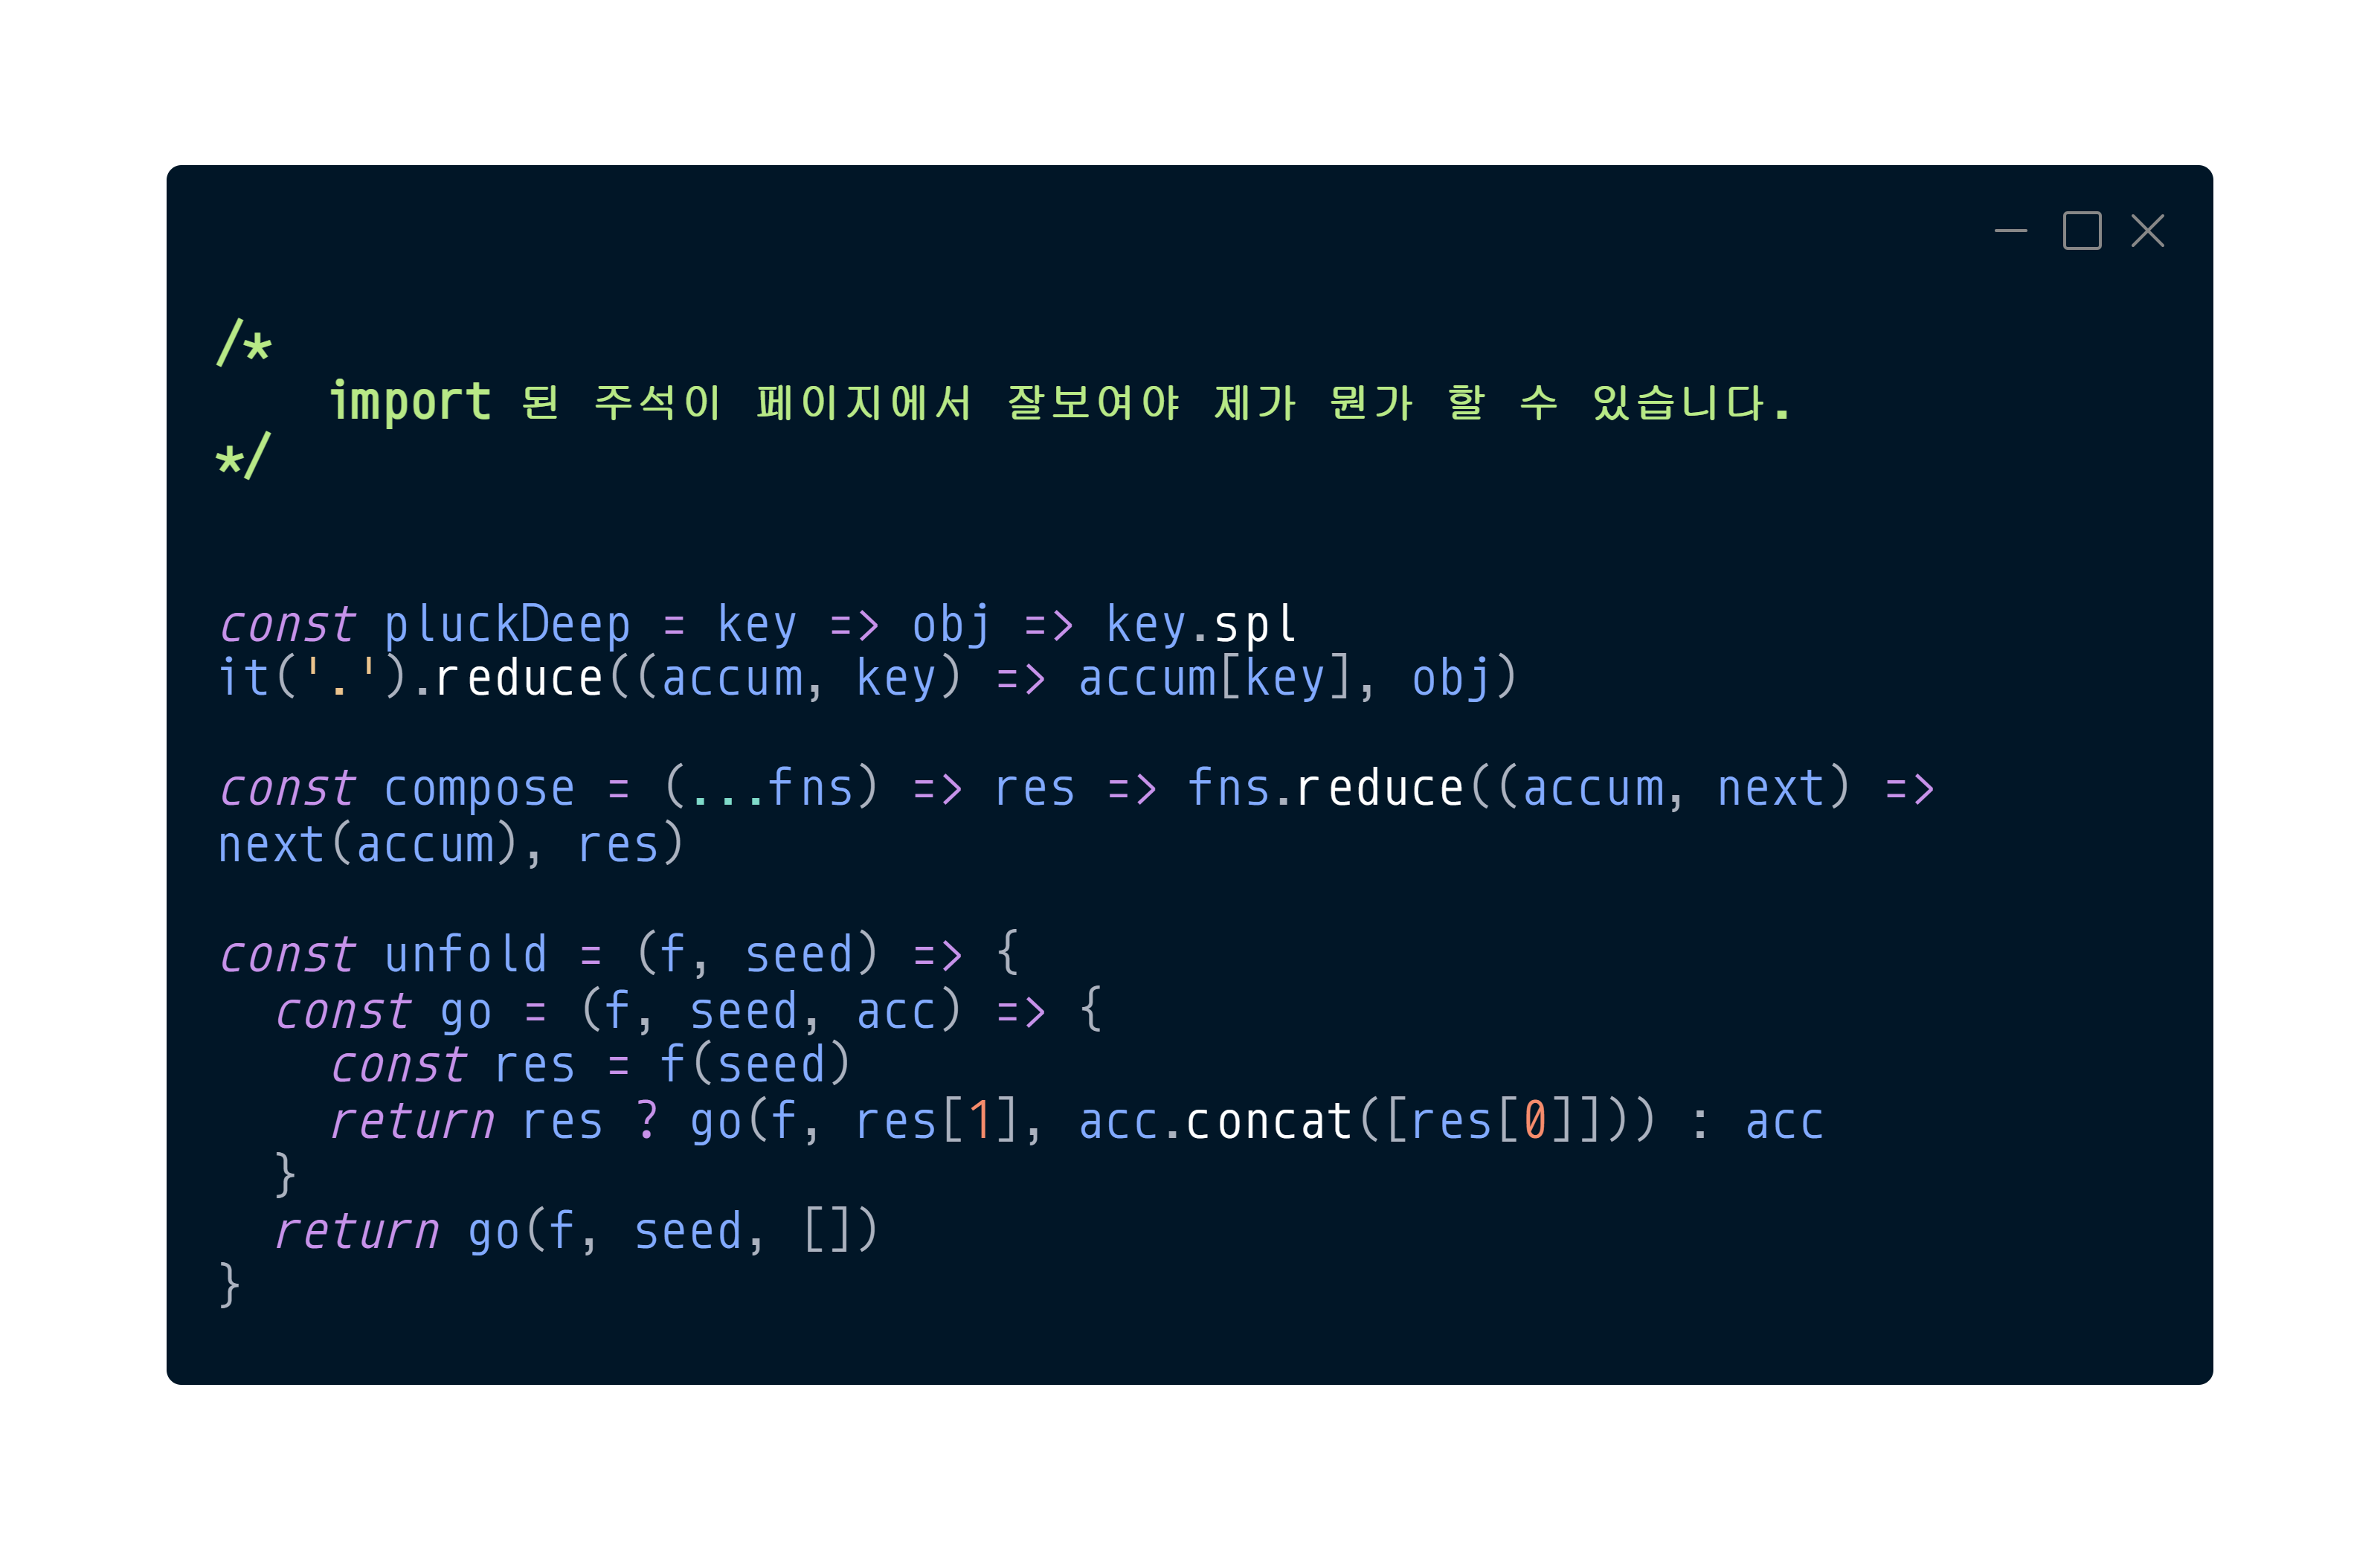 /*
    import 된 주석이 페이지에서 잘보여야 제가 뭔가 할 수 있습니다.
*/
const pluckDeep = key => obj => key.spl
it('.').reduce((accum, key) => accum[key], obj)
const compose = (...fns) => res => fns.reduce((accum, next) =>
next(accum), res)
const unfold = (f, seed) => {
  const go = (f, seed, acc) => {
    const res = f(seed)
    return res ? go(f, res[1], acc.concat([res[0]])) : acc
  }
  return go(f, seed, [])
}